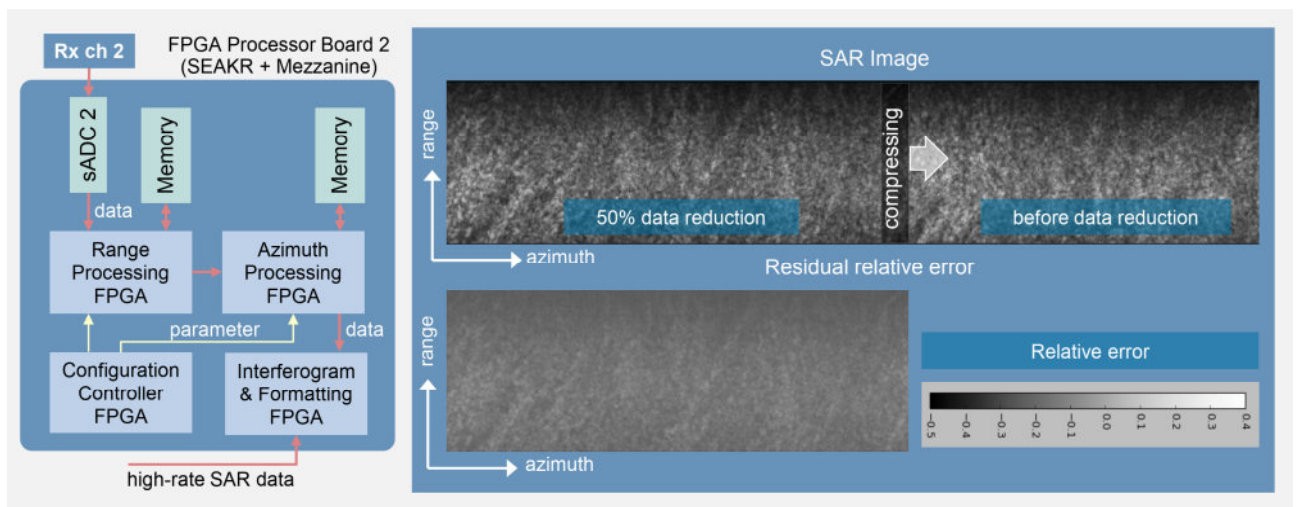 Rx ch 2
FPGA Processor Board 2
(SEAKR + Mezzanine)
sADC 2
Memory
Memory
data
Range
Processing
FPGA
Azimuth
Processing
FPGA
parameter
data
Configuration
Controller
FPGA
Interferogram
& Formatting
FPGA
high-rate SAR data
SAR Image
range
compressing
50% data reduction
before data reduction
azimuth
Residual relative error
range
azimuth
Relative error
−0.5
−0.4
−0.3
−0.2
−0.1
0.0
0.1
0.2
0.3
0.4